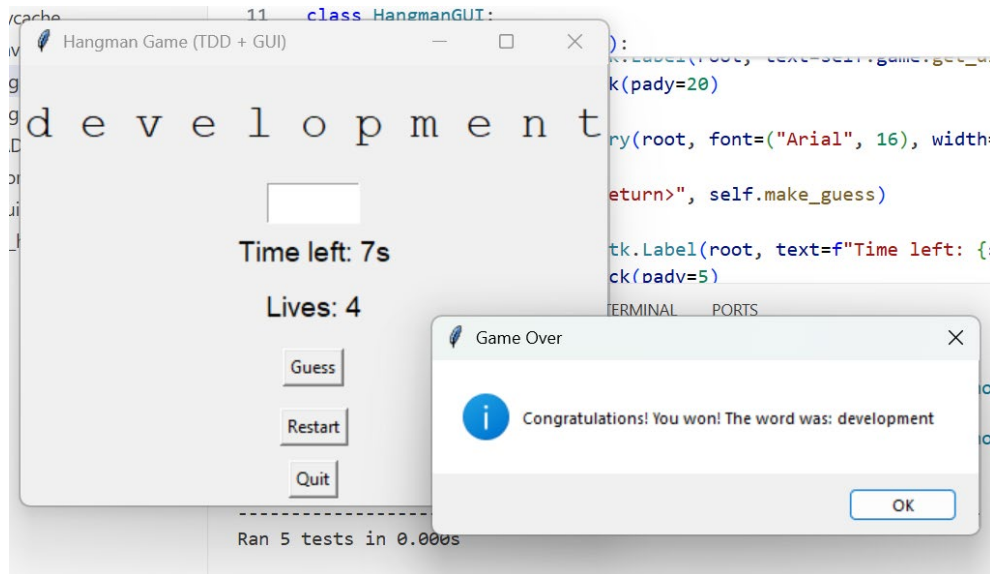 ycache
11 class HangmanGUI:
Hangman Game (TDD + GUI)
):
k(pady=20)
d e v e l o p m e n t
ry(root, font=("Arial", 16), width=
eturn>", self.make_guess)
Time left: 7s
tk.Label(root, text=f"Time left: {
ck(pady=5)
Lives: 4
TERMINAL PORTS
Game Over
Guess
Congratulations! You won! The word was: development
Restart
Quit
OK
Ran 5 tests in 0.000s